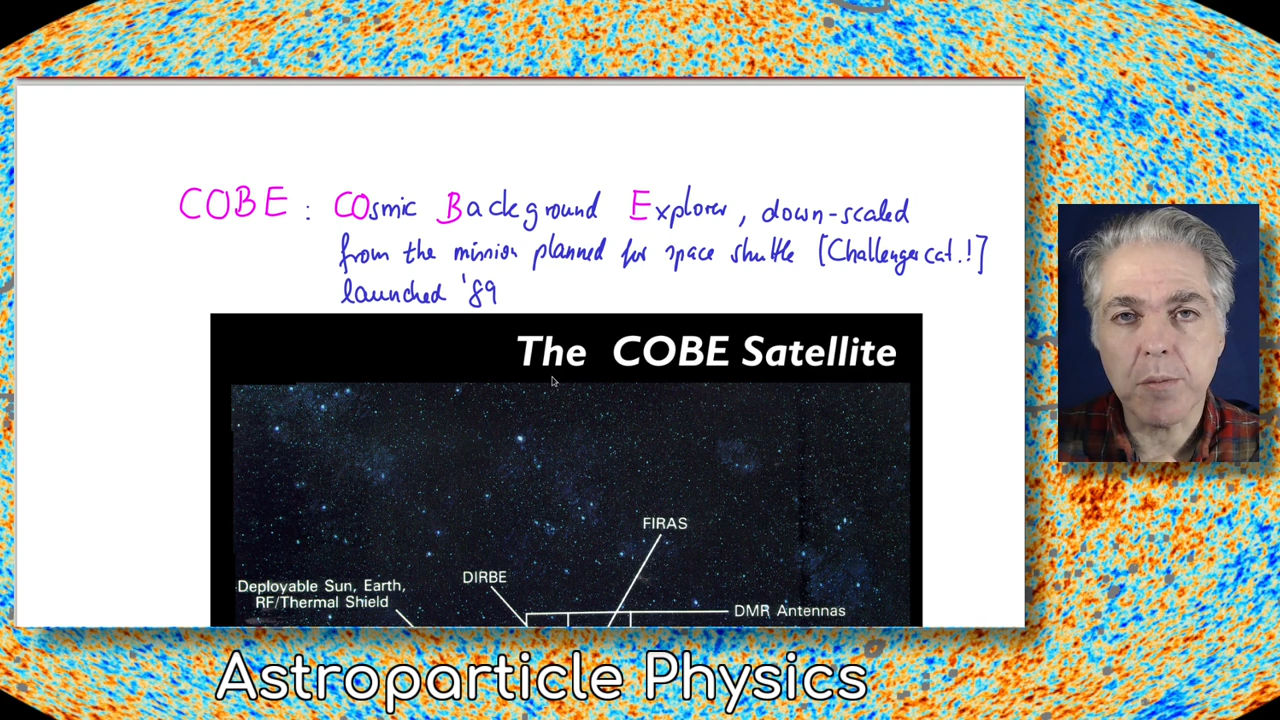 COBE : COsmic Background Explorer, down-scaled
from the mission planned for space shuttle [Challenger cat.!]
launched '89
The COBE Satellite
FIRAS
DIRBE
Deployable Sun, Earth,
RF/Thermal Shield
DMR Antennas
Astroparticle Physics